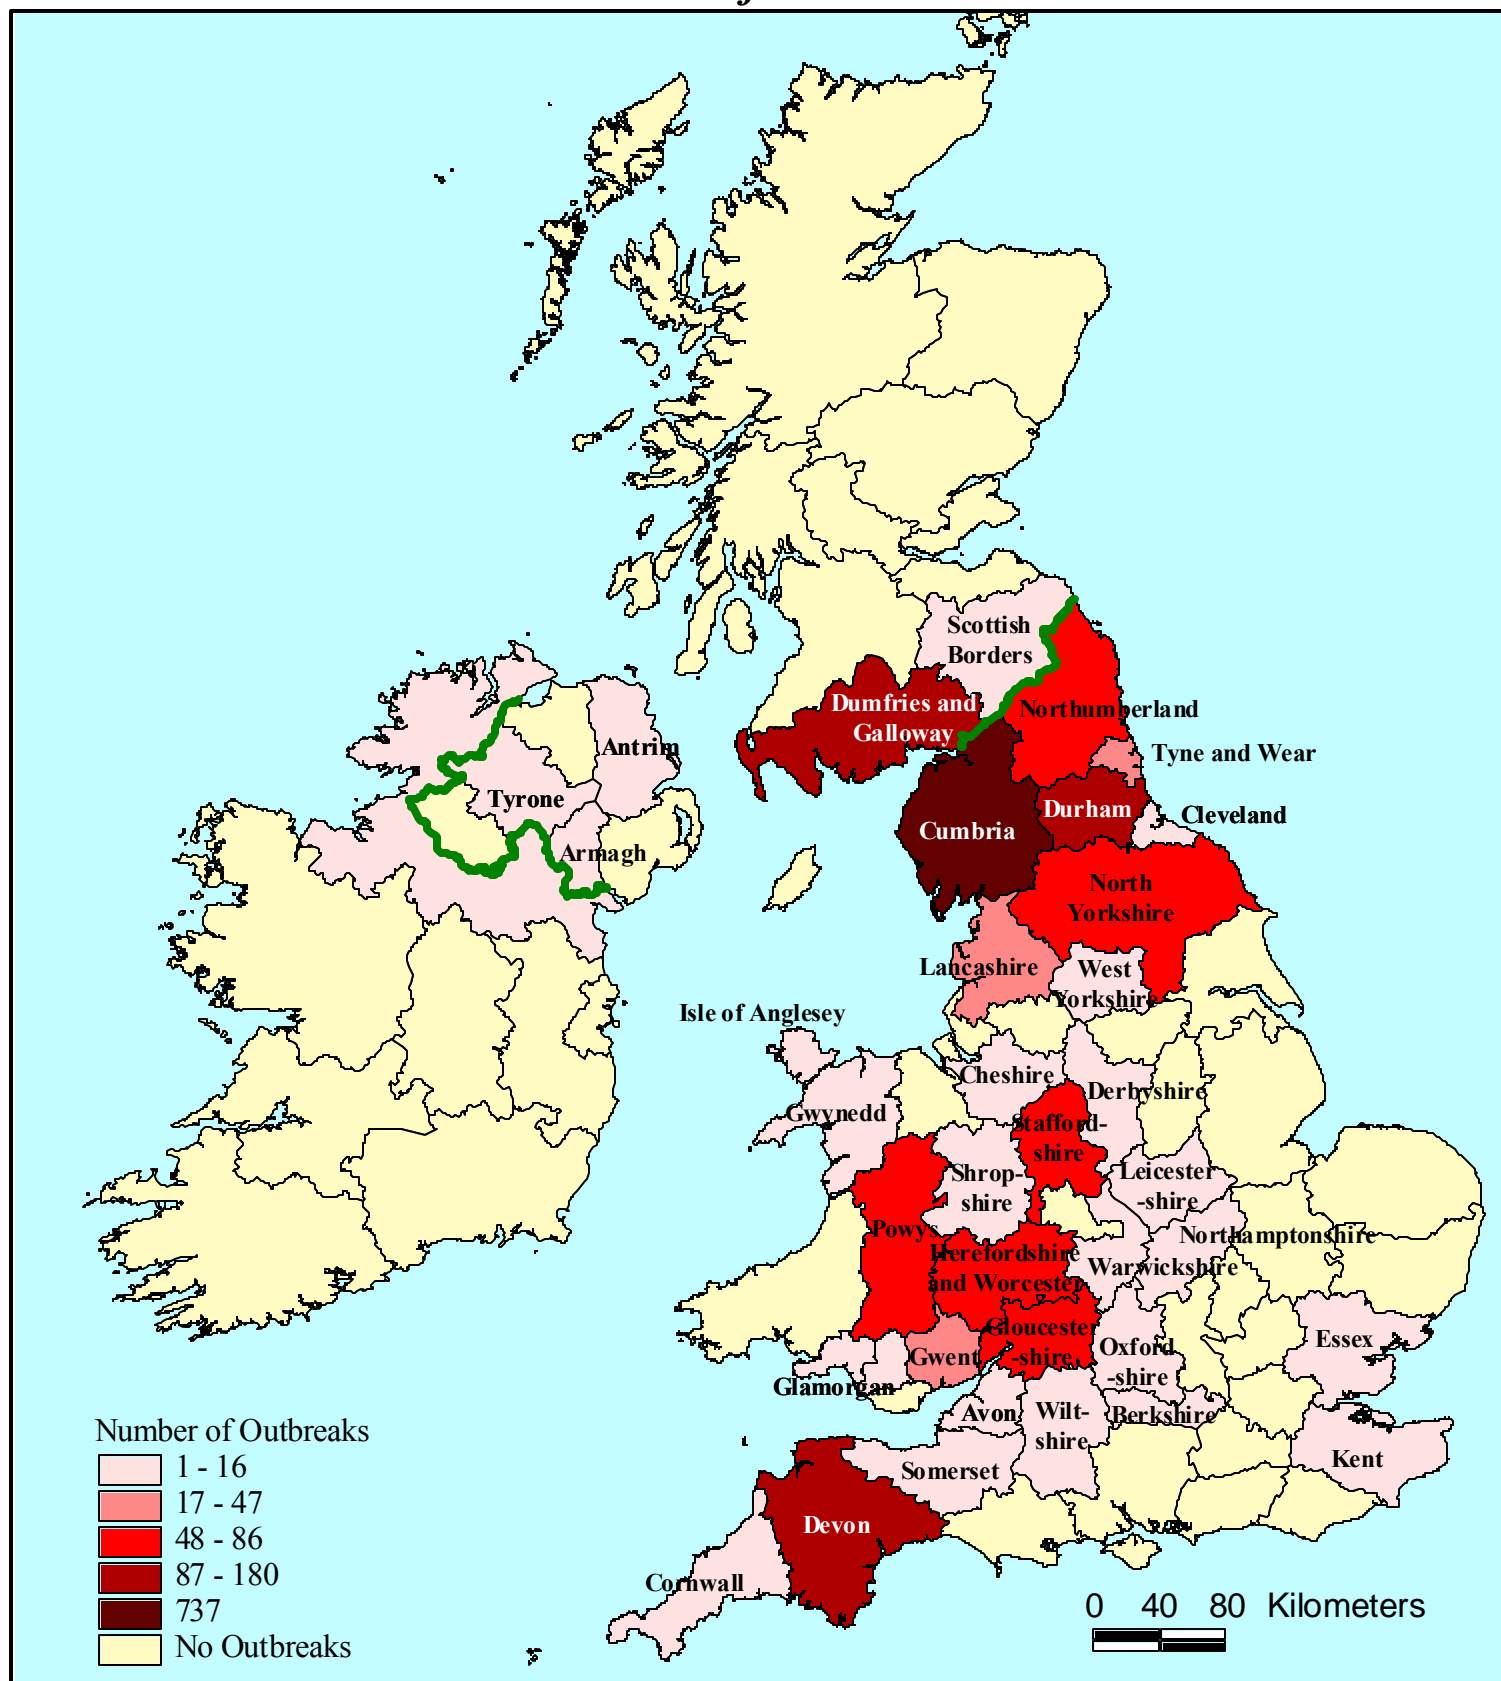 Scottish
Borders
Dumfries and
Galloway
Northumberland
Tyne and Wear
Antrim
Tyrone
Durham
Cleveland
Cumbria
Armagh
North
Yorkshire
Lancashire
West
Yorkshire
Isle of Anglesey
Cheshire
Derbyshire
Gwynedd
Stafford-
shire
Shrop-
shire
Leicester
-shire
Powys
Northamptonshire
Herefordshire
and Worcester
Warwickshire
Gloucester
-shire
Gwent
Oxford
-shire
Essex
Glamorgan
Avon
Wilt-
shire
Berkshire
Kent
Somerset
Devon
Cornwall
Number of Outbreaks
1 - 16
17 - 47
48 - 86
87 - 180
737
No Outbreaks
0 40 80 Kilometers